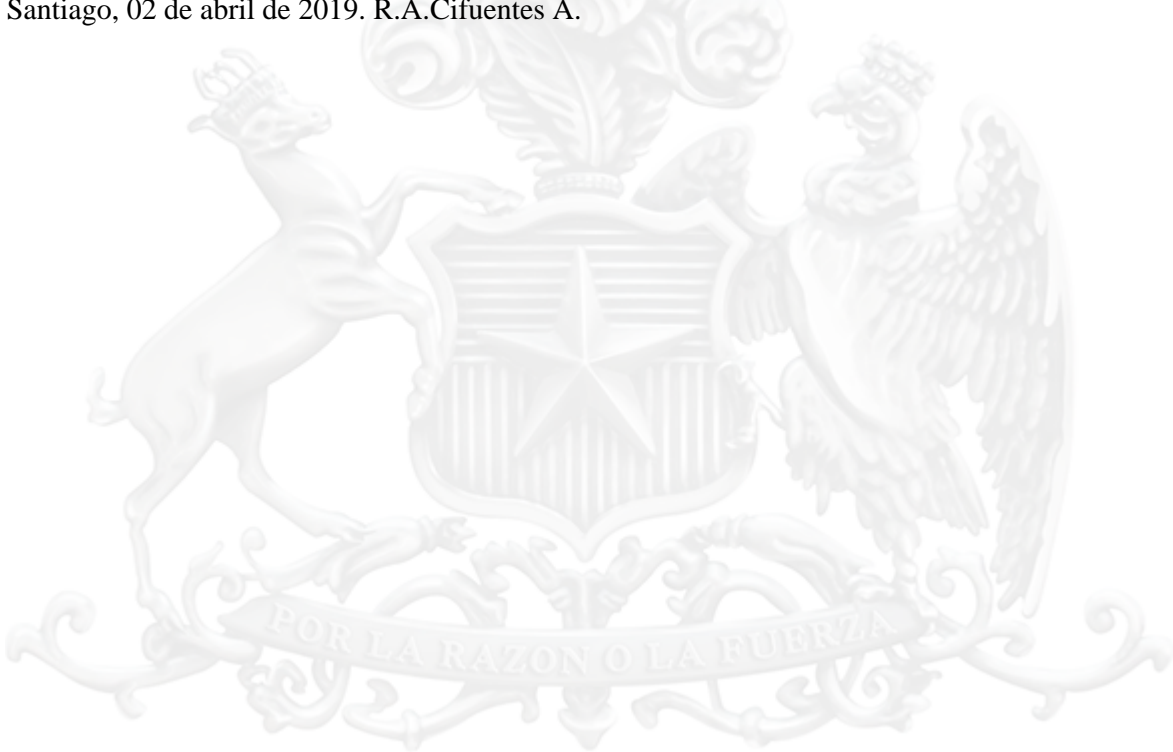 Santiago, 02 de abril de 2019. R.A.Cifuentes A.
POR LA RAZON O LA FUERZA